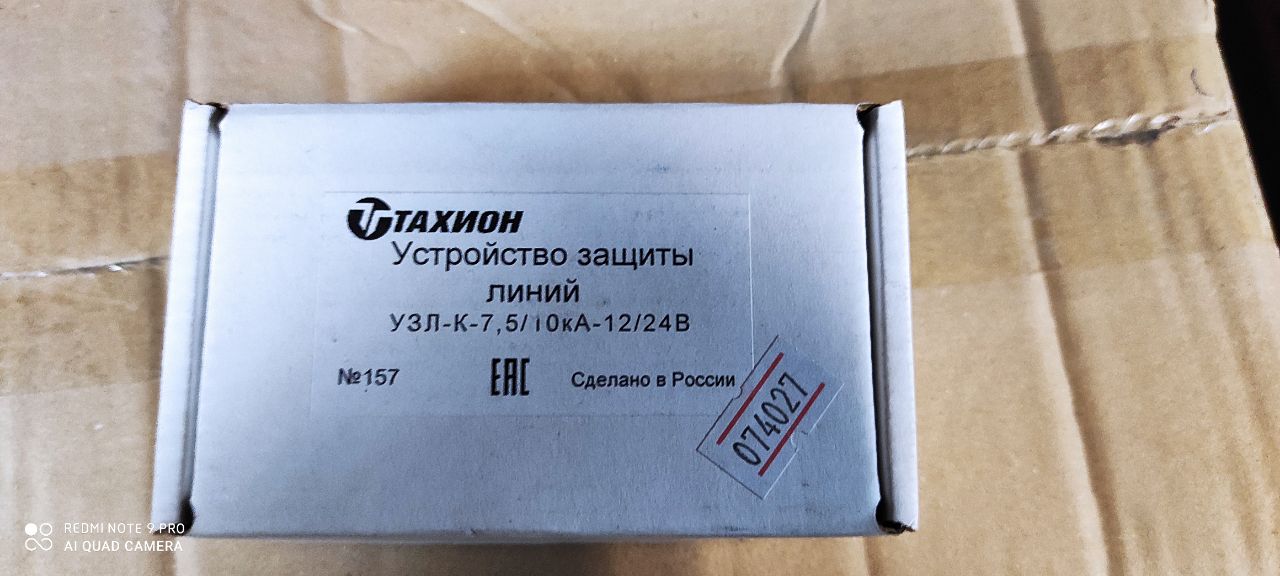 ТАХИОН
Устройство защиты
линий
УЗЛ-К-7,5/10кА-12/24В
№157 EAC Сделано в России
074027
REDMI NOTE 9 PRO
AI QUAD CAMERA